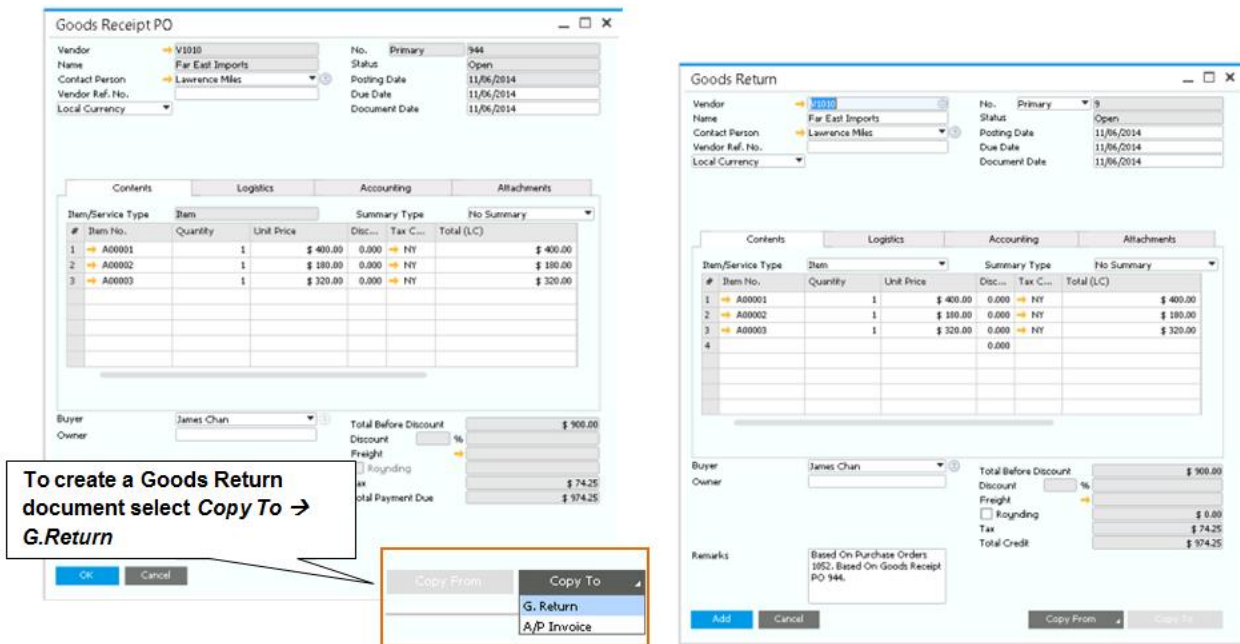 Goods Receipt PO
Vendor V1010 No. Primary 944
Name Far East Imports Status Open
Contact Person Lawrence Miles Posting Date 11/06/2014
Vendor Ref. No. Due Date 11/06/2014
Local Currency Document Date 11/06/2014
Contents Logistics Accounting Attachments
Item/Service Type Item Summary Type No Summary
# Item No. Quantity Unit Price Disc... Tax C... Total (LC)
1 A00001 1 $ 400.00 0.000 NY $ 400.00
2 A00002 1 $ 180.00 0.000 NY $ 180.00
3 A00003 1 $ 320.00 0.000 NY $ 320.00
Buyer James Chan Total Before Discount $ 900.00
Owner Discount %
Freight
Rounding
ax $ 74.25
otal Payment Due $ 974.25
To create a Goods Return
document select Copy To →
G.Return
OK Cancel
Copy From Copy To
G. Return
A/P Invoice
Goods Return
Vendor V1010 No. Primary 9
Name Far East Imports Status Open
Contact Person Lawrence Miles Posting Date 11/06/2014
Vendor Ref. No. Due Date 11/06/2014
Local Currency Document Date 11/06/2014
Contents Logistics Accounting Attachments
Item/Service Type Item Summary Type No Summary
# Item No. Quantity Unit Price Disc... Tax C... Total (LC)
1 A00001 1 $ 400.00 0.000 NY $ 400.00
2 A00002 1 $ 180.00 0.000 NY $ 180.00
3 A00003 1 $ 320.00 0.000 NY $ 320.00
4 0.000
Buyer James Chan Total Before Discount $ 900.00
Owner Discount %
Freight
Rounding $ 0.00
Tax $ 74.25
Total Credit $ 974.25
Remarks Based On Purchase Orders
1052. Based On Goods Receipt
PO 944.
Add Cancel Copy From Copy To